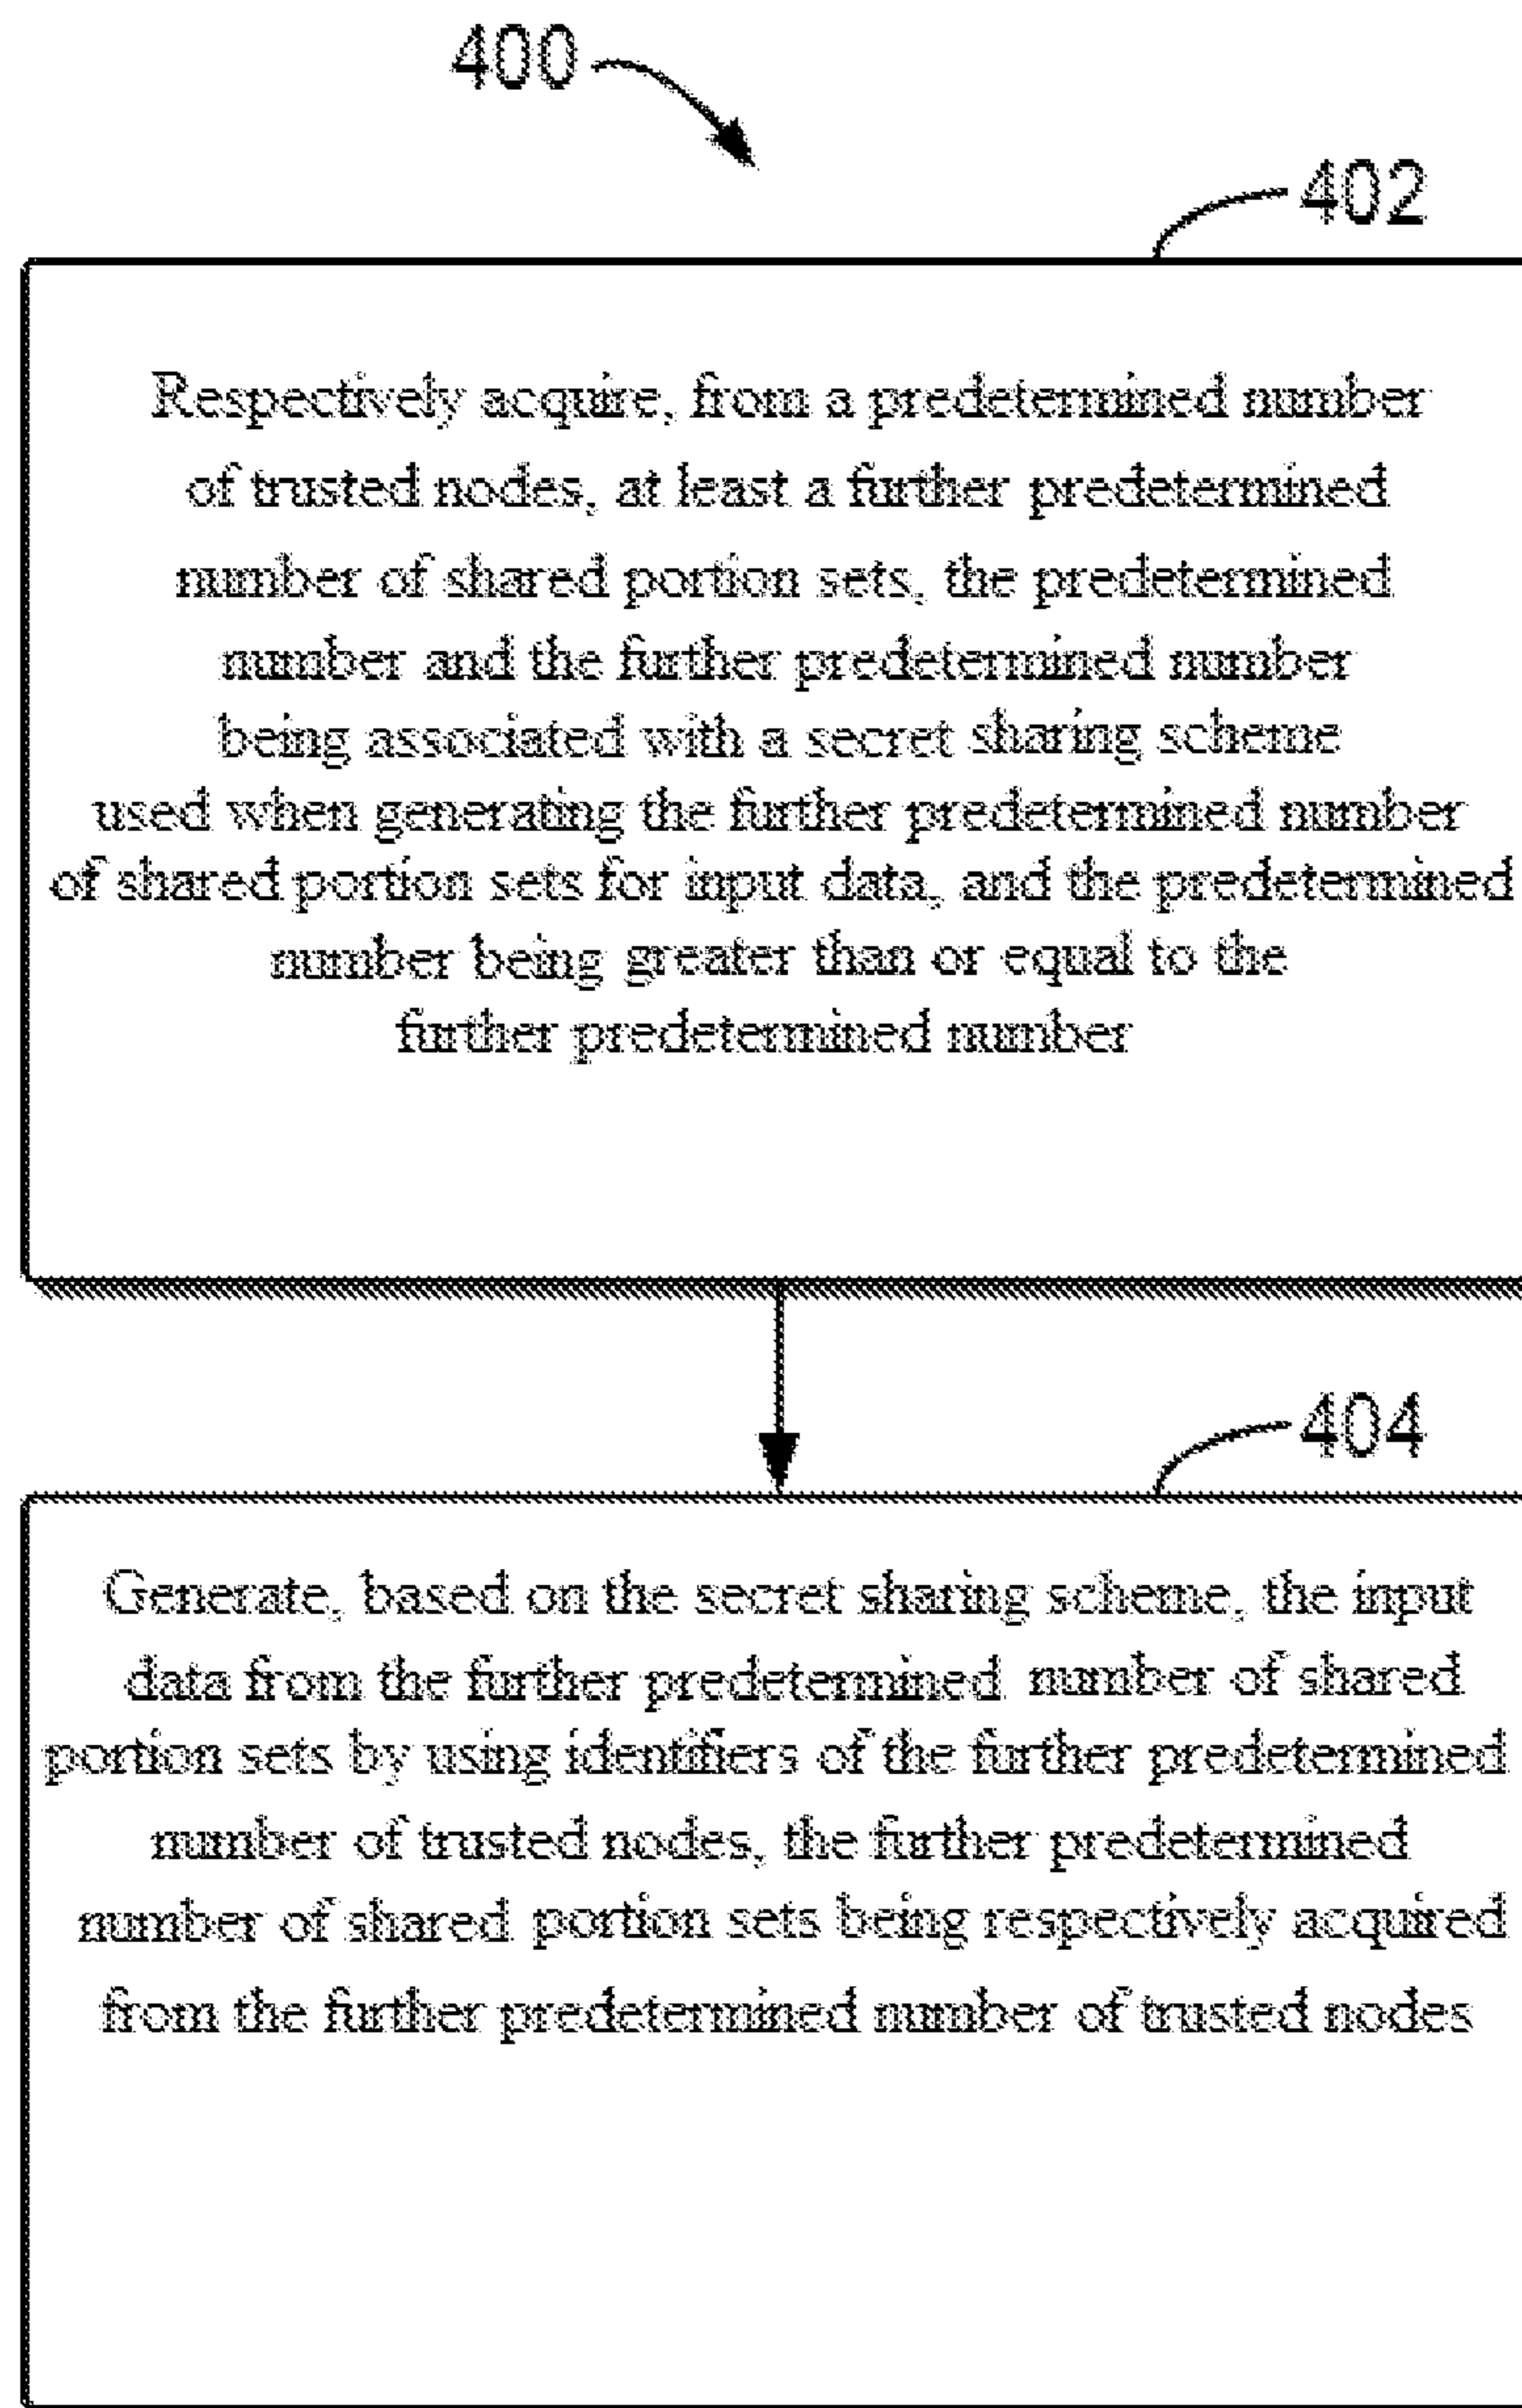 400
402
Respectively acquire, from a predetermined number
of trusted nodes, at least a further predetermined
number of shared portion sets, the predetermined
number and the further predetermined number
being associated with a secret sharing scheme
used when generating the further predetermined number
of shared portion sets for input data, and the predetermined
number being greater than or equal to the
further predetermined number
404
Generate, based on the secret sharing scheme, the input
data from the further predetermined number of shared
portion sets by using identifiers of the further predetermined
number of trusted nodes, the further predetermined
number of shared portion sets being respectively acquired
from the further predetermined number of trusted nodes